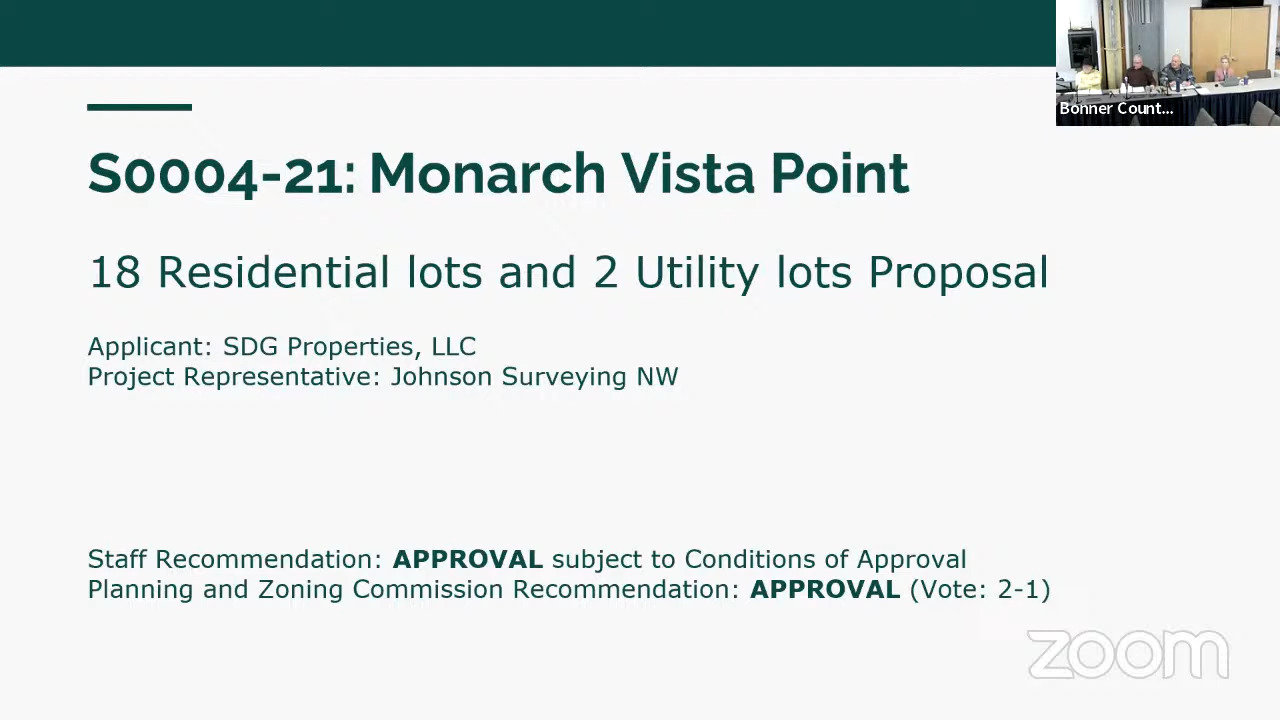 Bonner Count...
S0004-21: Monarch Vista Point
18 Residential lots and 2 Utility lots Proposal
Applicant: SDG Properties, LLC
Project Representative: Johnson Surveying NW
Staff Recommendation: APPROVAL subject to Conditions of Approval
Planning and Zoning Commission Recommendation: APPROVAL (Vote: 2-1)
zoom